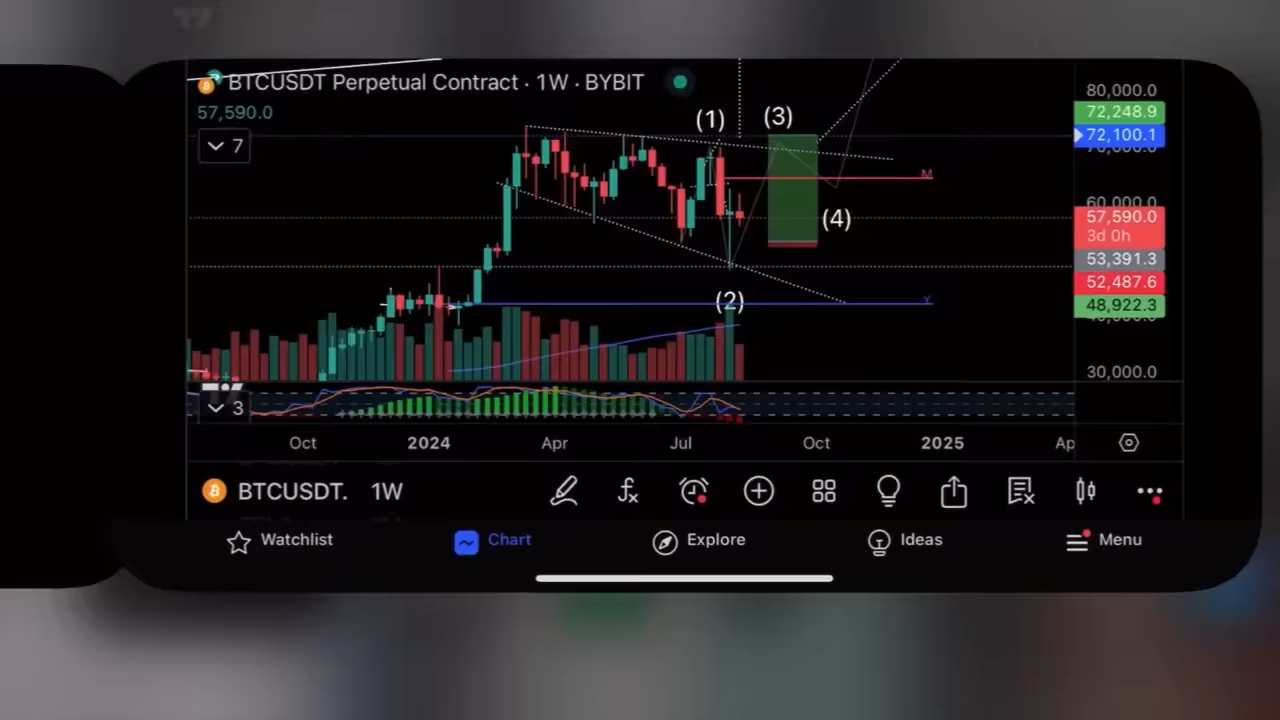 BTCUSDT Perpetual Contract · 1W · BYBIT
57,590.0
7
(1)
(3)
(4)
(2)
M
Y
80,000.0
72,248.9
72,100.1
60,000.0
57,590.0
3d 0h
53,391.3
52,487.6
48,922.3
30,000.0
3
Oct
2024
Apr
Jul
Oct
2025
Ap
BTCUSDT. 1W
Watchlist
Chart
Explore
Ideas
Menu